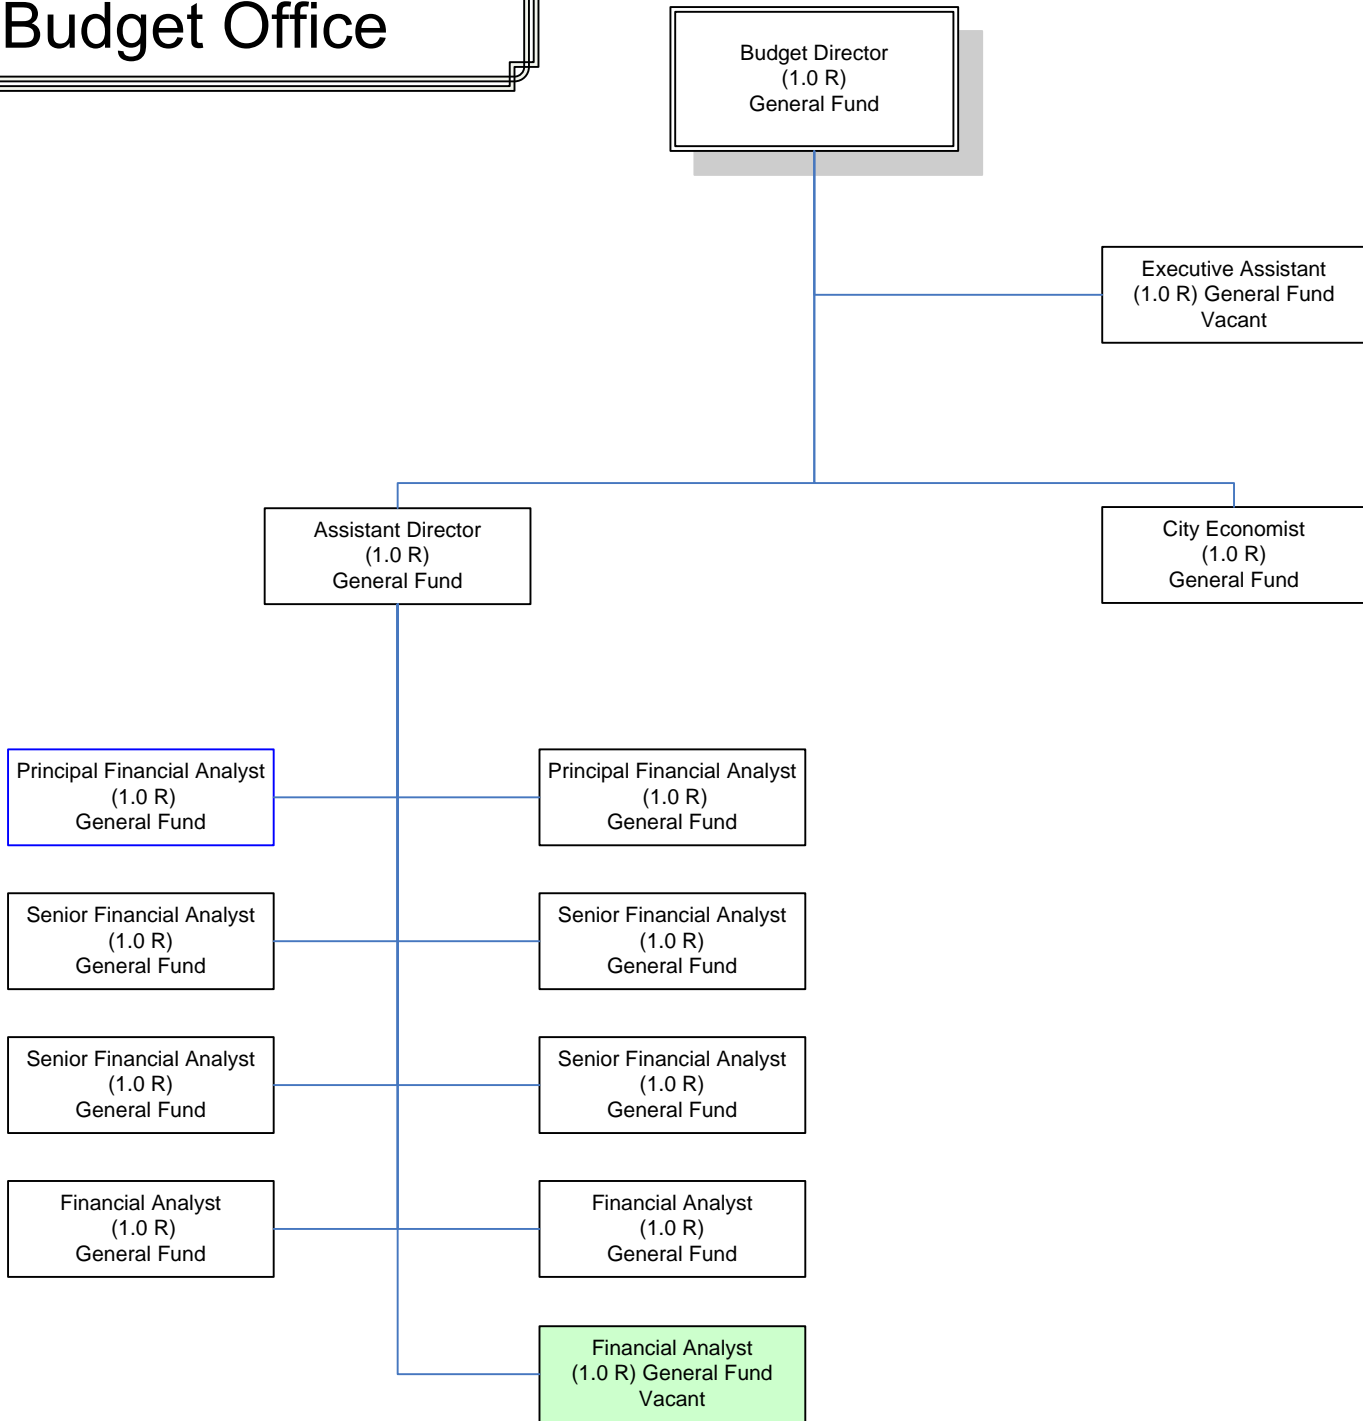 Budget Office
Budget Director
(1.0 R)
General Fund
Executive Assistant
(1.0 R) General Fund
Vacant
Assistant Director
(1.0 R)
General Fund
City Economist
(1.0 R)
General Fund
Principal Financial Analyst
(1.0 R)
General Fund
Principal Financial Analyst
(1.0 R)
General Fund
Senior Financial Analyst
(1.0 R)
General Fund
Senior Financial Analyst
(1.0 R)
General Fund
Senior Financial Analyst
(1.0 R)
General Fund
Senior Financial Analyst
(1.0 R)
General Fund
Financial Analyst
(1.0 R)
General Fund
Financial Analyst
(1.0 R)
General Fund
Financial Analyst
(1.0 R) General Fund
Vacant